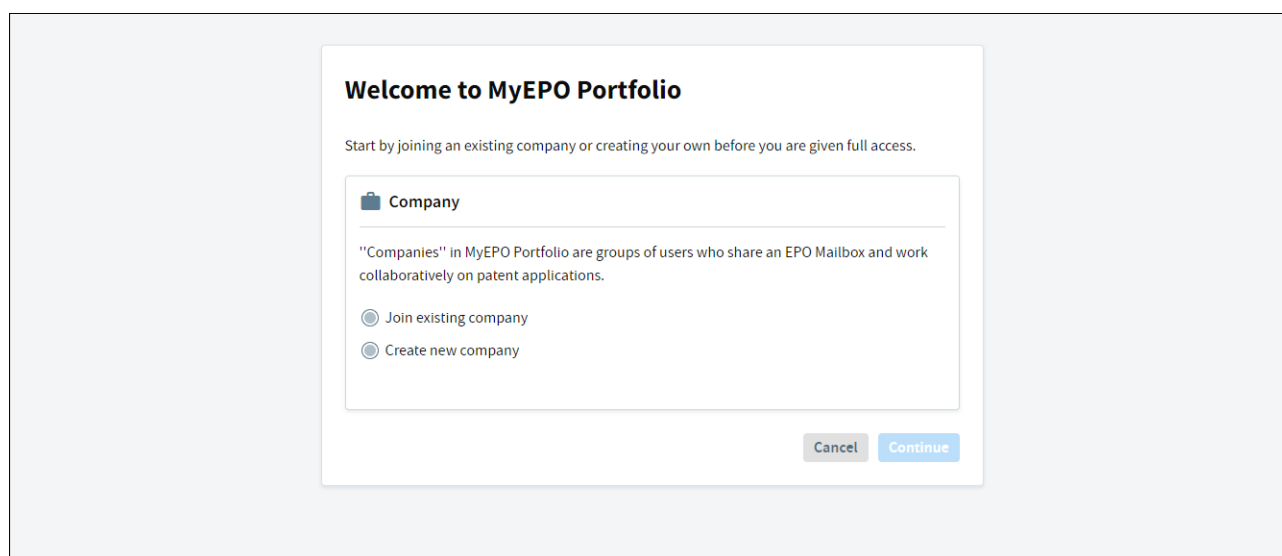 Welcome to MyEPO Portfolio
Start by joining an existing company or creating your own before you are given full access.
Company
''Companies'' in MyEPO Portfolio are groups of users who share an EPO Mailbox and work
collaboratively on patent applications.
Join existing company
Create new company
Cancel Continue